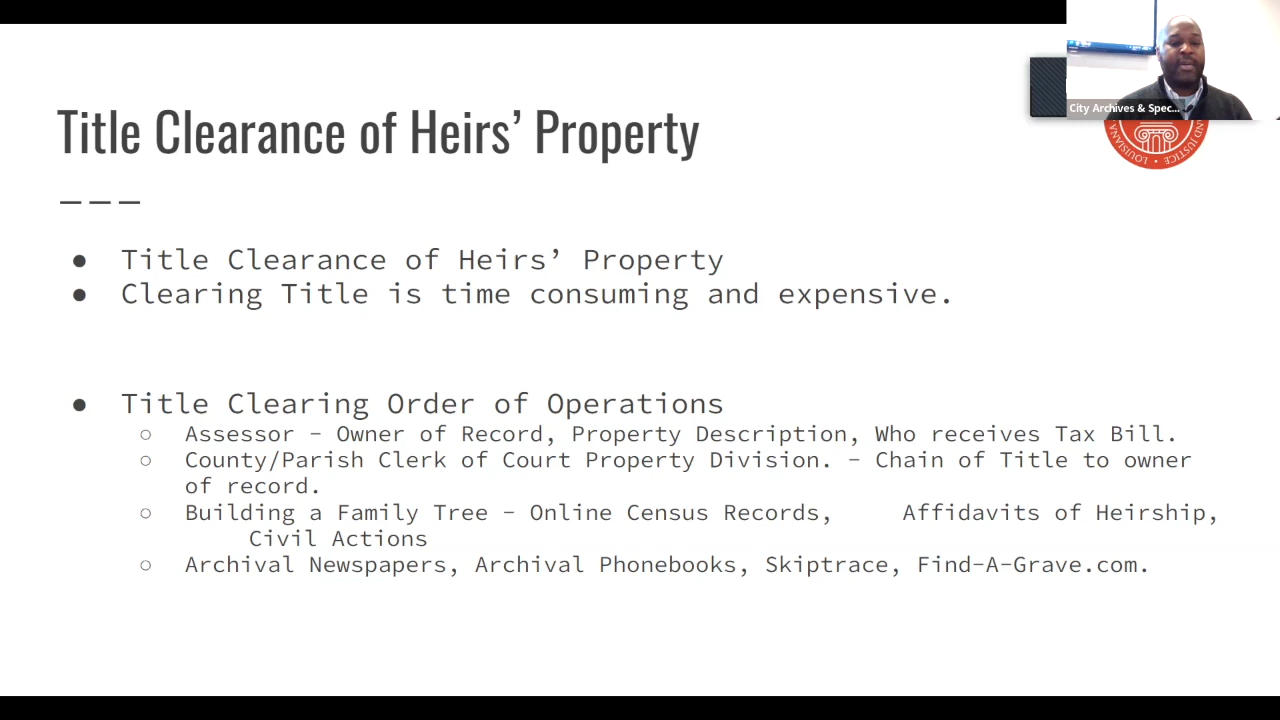 Title Clearance of Heirs’ Property
City Archives & Spec...
AND JUSTICE
LOUISIANA
● Title Clearance of Heirs’ Property
● Clearing Title is time consuming and expensive.
● Title Clearing Order of Operations
○ Assessor – Owner of Record, Property Description, Who receives Tax Bill.
○ County/Parish Clerk of Court Property Division. – Chain of Title to owner
of record.
○ Building a Family Tree – Online Census Records, Affidavits of Heirship,
Civil Actions
○ Archival Newspapers, Archival Phonebooks, Skiptrace, Find-A-Grave.com.